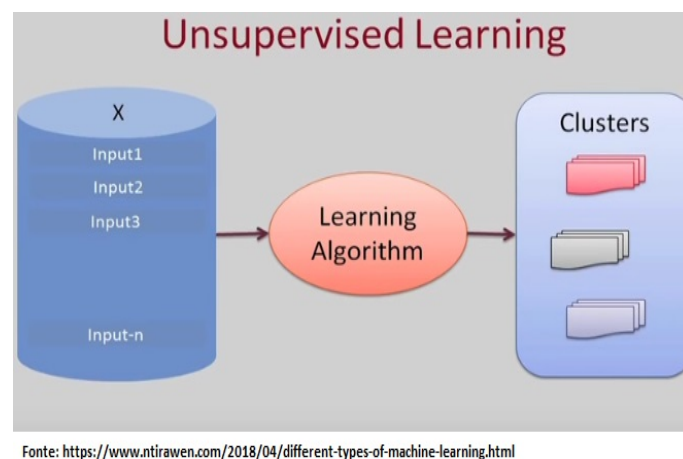 Unsupervised Learning
X
Input1
Input2
Input3
Input-n
Learning
Algorithm
Clusters
Fonte: https://www.ntirawen.com/2018/04/different-types-of-machine-learning.html